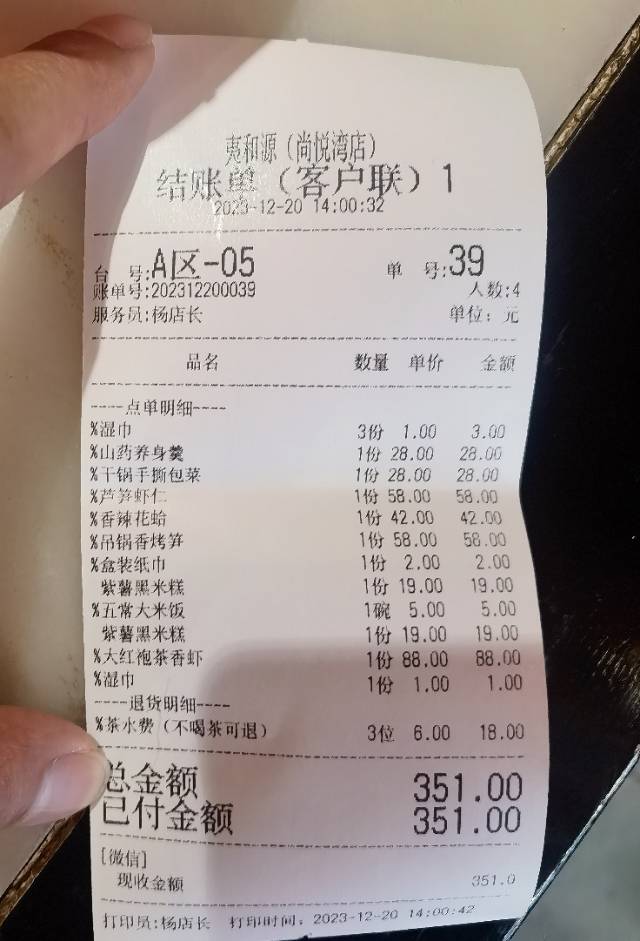 夷和源（尚悦湾店）
结账单（客户联）1
2023-12-20 14:00:32
台 号:A区-05 单 号:39
账单号:202312200039 人数:4
服务员:杨店长 单位: 元
品名 数量 单价 金额
----点单明细----
%湿巾 3份 1.00 3.00
%山药养身羹 1份 28.00 28.00
%干锅手撕包菜 1份 28.00 28.00
%芦笋虾仁 1份 58.00 58.00
%香辣花蛤 1份 42.00 42.00
%吊锅香烤笋 1份 58.00 58.00
%盒装纸巾 1份 2.00 2.00
紫薯黑米糕 1份 19.00 19.00
%五常大米饭 1碗 5.00 5.00
紫薯黑米糕 1份 19.00 19.00
%大红袍茶香虾 1份 88.00 88.00
%湿巾 1份 1.00 1.00
----退货明细----
%茶水费（不喝茶可退） 3位 6.00 18.00
总金额 351.00
已付金额 351.00
[微信]
现收金额 351.0
打印员:杨店长 打印时间: 2023-12-20 14:00:42